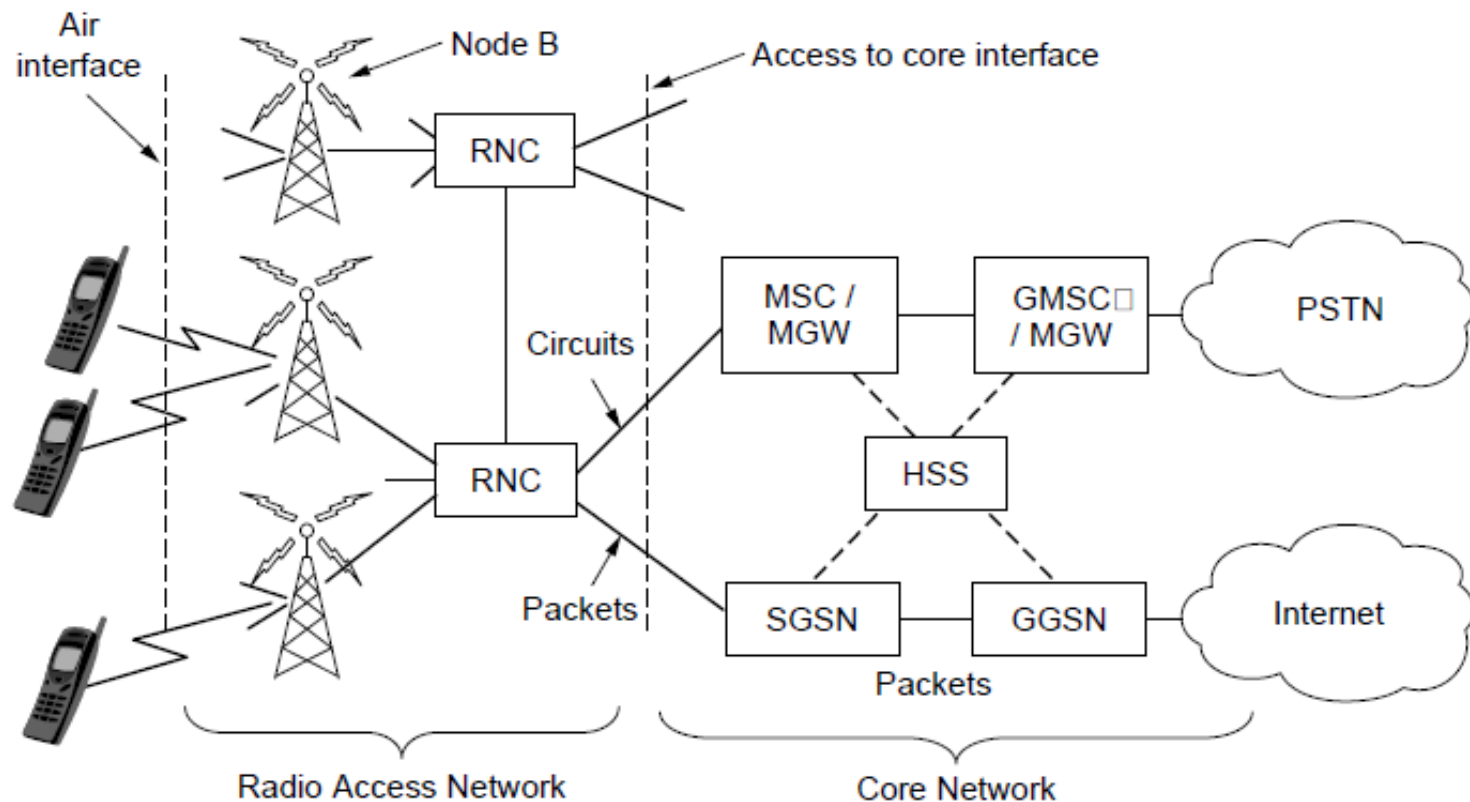 Air
interface
Node B
Access to core interface
RNC
MSC /
MGW
GMSC□
/ MGW
PSTN
Circuits
RNC
HSS
Packets
SGSN
GGSN
Internet
Packets
Radio Access Network
Core Network